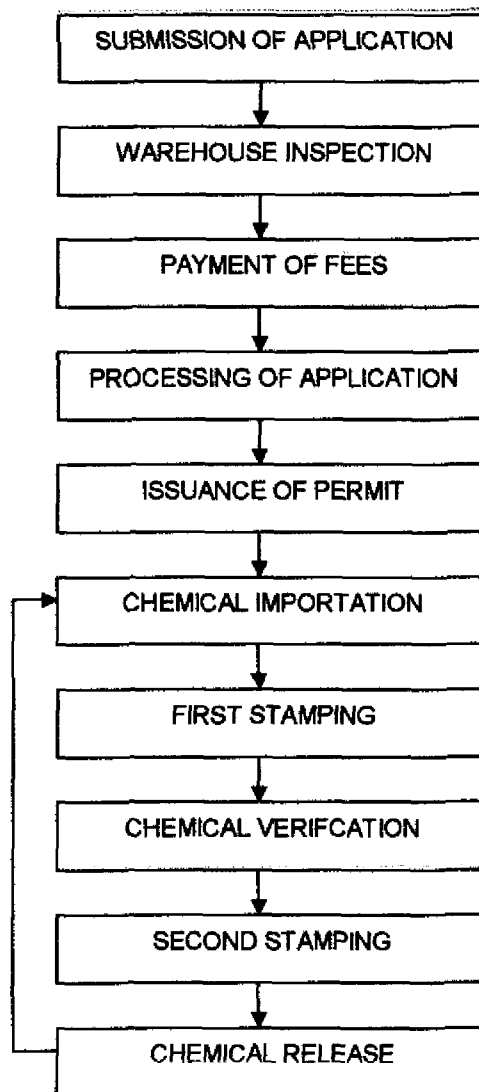 SUBMISSION OF APPLICATION
WAREHOUSE INSPECTION
PAYMENT OF FEES
PROCESSING OF APPLICATION
ISSUANCE OF PERMIT
CHEMICAL IMPORTATION
FIRST STAMPING
CHEMICAL VERIFCATION
SECOND STAMPING
CHEMICAL RELEASE